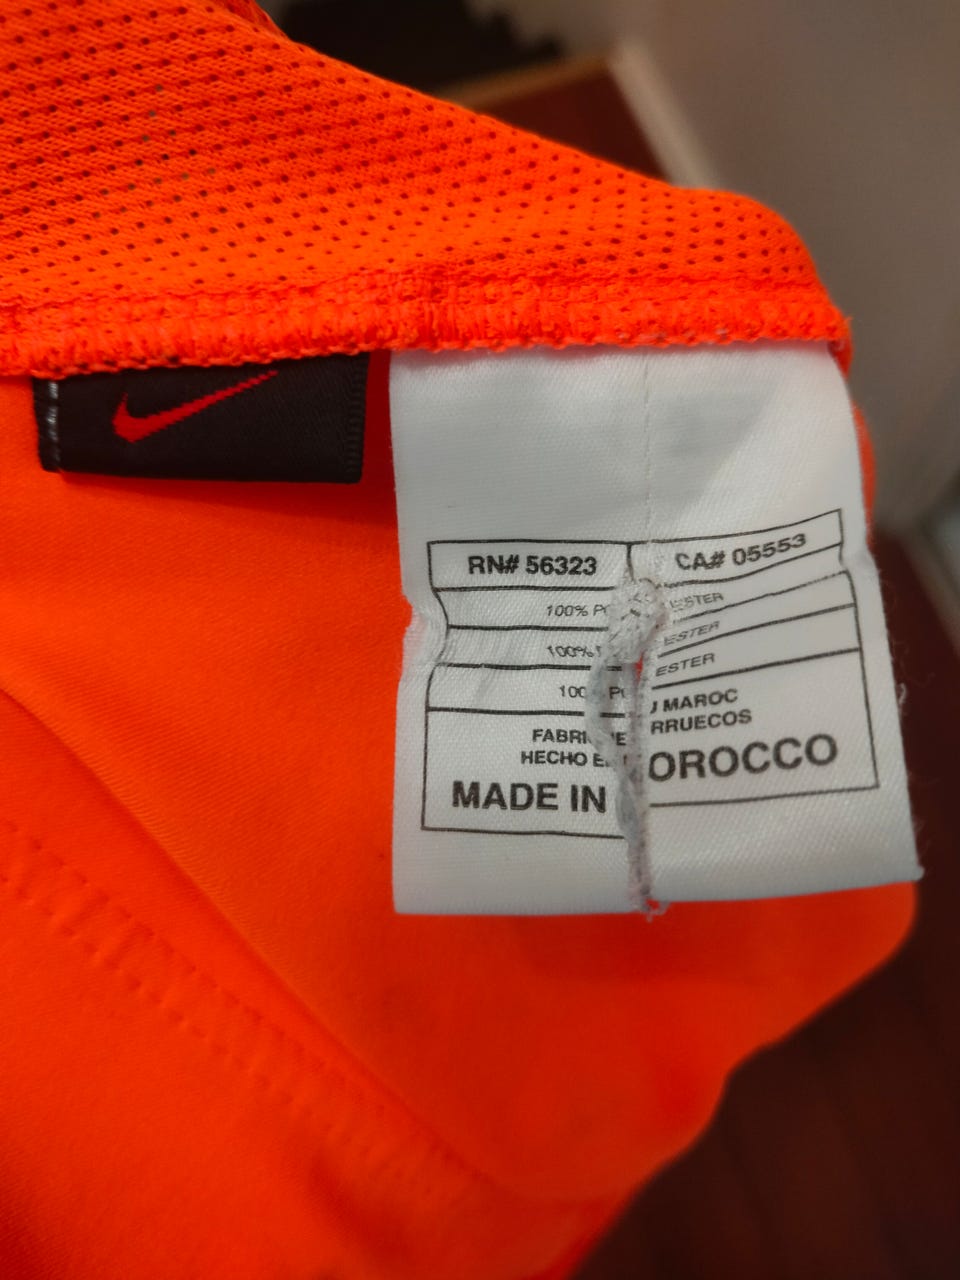 RN# 56323 CA# 05553
100% PO ESTER
100% ESTER
100 PO ESTER
FABRI UE U MAROC
HECHO E RRUECOS
MADE IN OROCCO